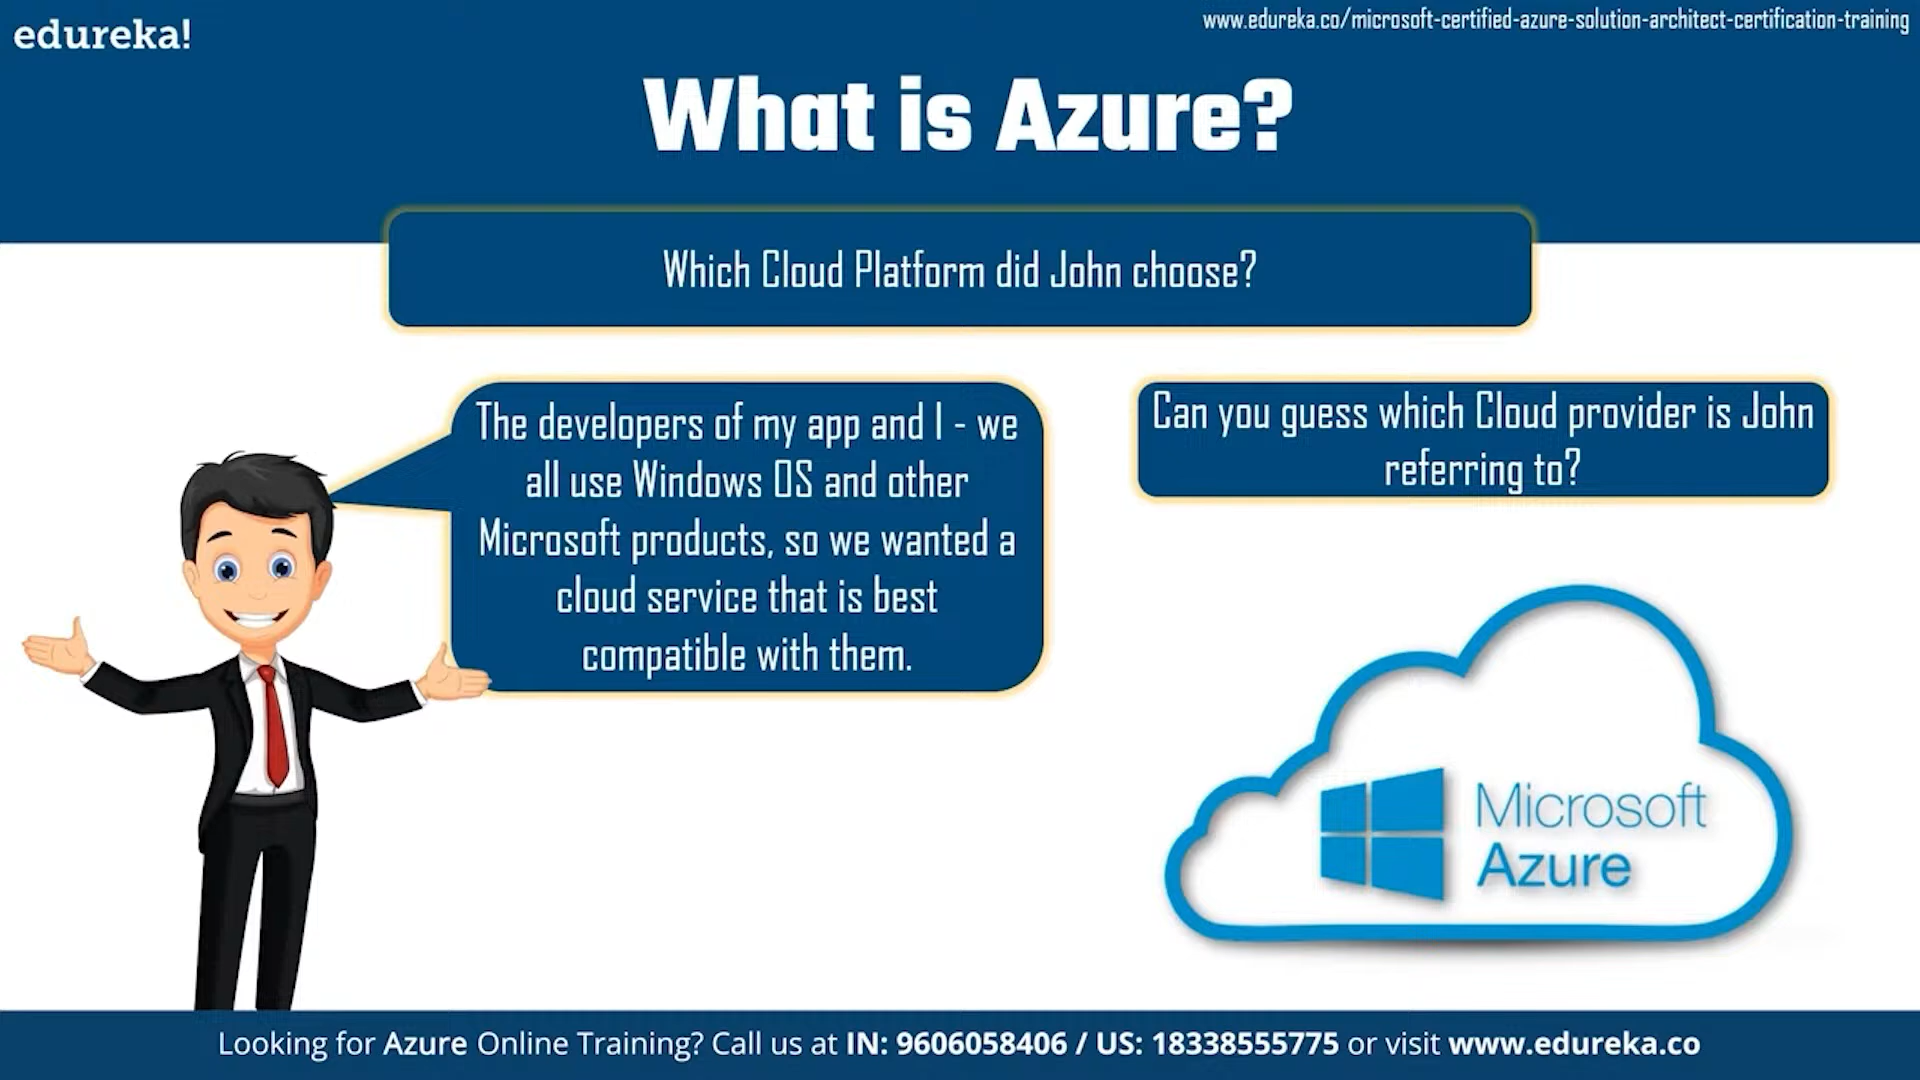 edureka!
www.edureka.co/microsoft-certified-azure-solution-architect-certification-training
What is Azure?
Which Cloud Platform did John choose?
The developers of my app and I - we
all use Windows OS and other
Microsoft products, so we wanted a
cloud service that is best
compatible with them.
Can you guess which Cloud provider is John
referring to?
Microsoft
Azure
Looking for Azure Online Training? Call us at IN: 9606058406 / US: 18338555775 or visit www.edureka.co